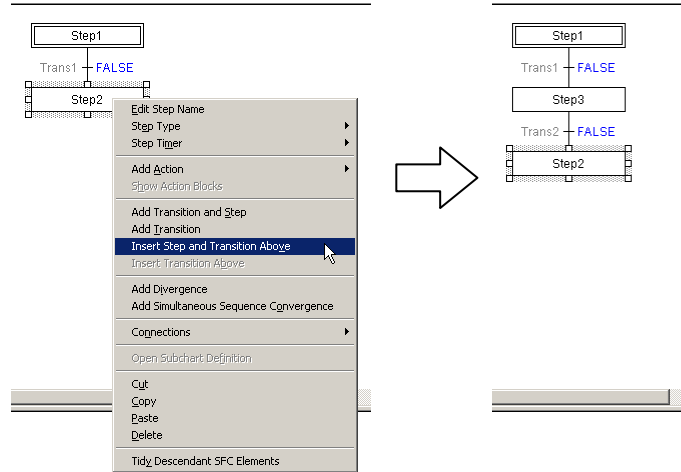 Step1
Trans1 FALSE
Step2
Edit Step Name
Step Type
Step Timer
Add Action
Show Action Blocks
Add Transition and Step
Add Transition
Insert Step and Transition Above
Insert Transition Above
Add Divergence
Add Simultaneous Sequence Convergence
Connections
Open Subchart Definition
Cut
Copy
Paste
Delete
Tidy Descendant SFC Elements
Step1
Trans1 FALSE
Step3
Trans2 FALSE
Step2